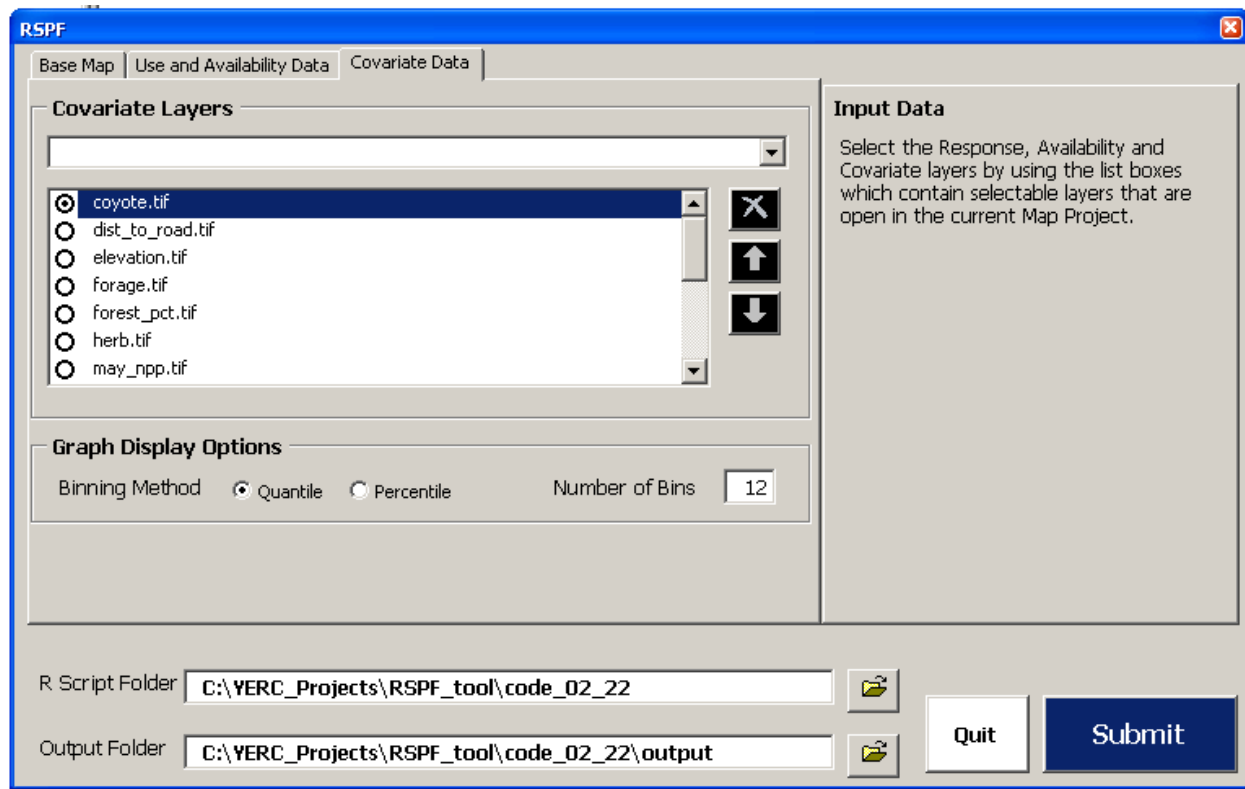 RSPF
Base Map
Use and Availability Data
Covariate Data
Covariate Layers
coyote.tif
dist_to_road.tif
elevation.tif
forage.tif
forest_pct.tif
herb.tif
may_npp.tif
Graph Display Options
Binning Method
Quantile
Percentile
Number of Bins
12
Input Data
Select the Response, Availability and
Covariate layers by using the list boxes
which contain selectable layers that are
open in the current Map Project.
R Script Folder
C:\YERC_Projects\RSPF_tool\code_02_22
Output Folder
C:\YERC_Projects\RSPF_tool\code_02_22\output
Quit
Submit